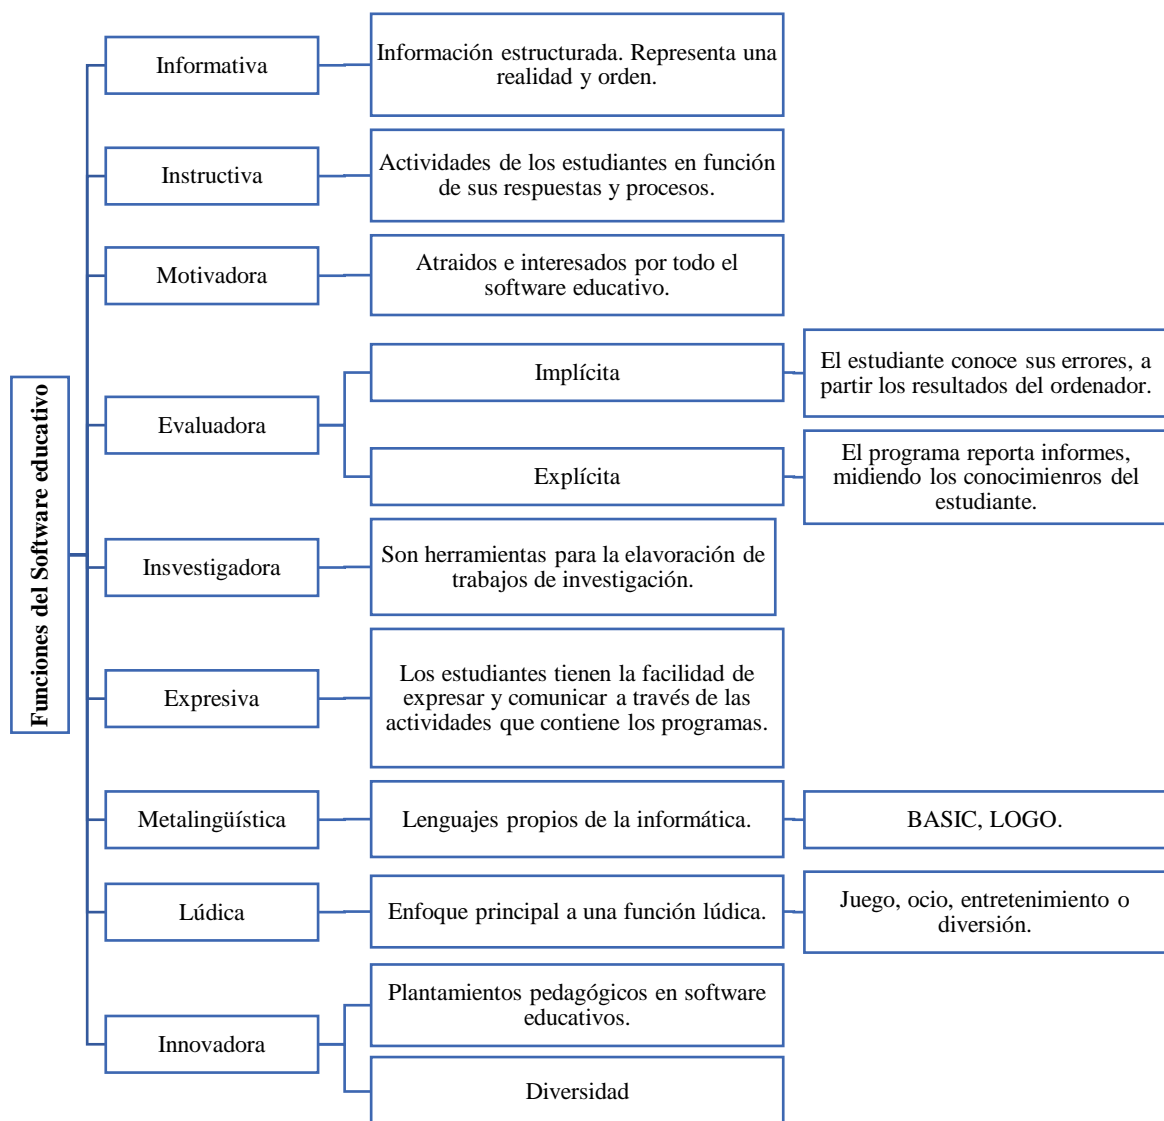 Funciones del Software educativo
Informativa
Información estructurada. Representa una
realidad y orden.
Instructiva
Actividades de los estudiantes en función
de sus respuestas y procesos.
Motivadora
Atraidos e interesados por todo el
software educativo.
Evaluadora
Implícita
El estudiante conoce sus errores, a
partir los resultados del ordenador.
Explícita
El programa reporta informes,
midiendo los conocimienros del
estudiante.
Insvestigadora
Son herramientas para la elavoración de
trabajos de investigación.
Expresiva
Los estudiantes tienen la facilidad de
expresar y comunicar a través de las
actividades que contiene los programas.
Metalingüística
Lenguajes propios de la informática.
BASIC, LOGO.
Lúdica
Enfoque principal a una función lúdica.
Juego, ocio, entretenimiento o
diversión.
Innovadora
Plantamientos pedagógicos en software
educativos.
Diversidad